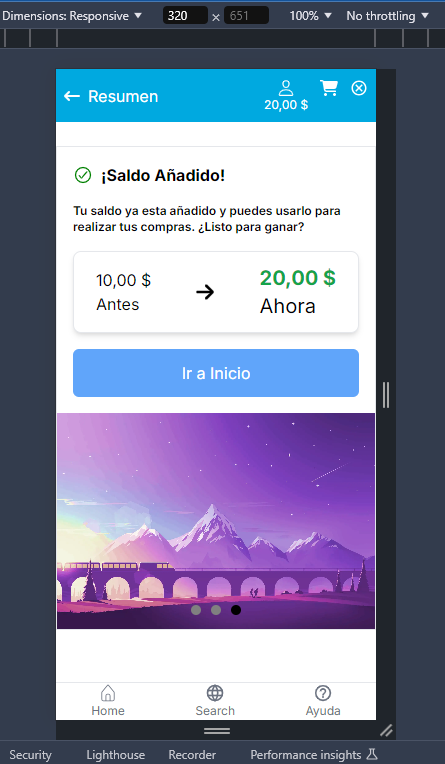 Dimensions: Responsive ▼ 320 × 651 100% ▼ No throttling ▼
← Resumen
20,00 $
¡Saldo Añadido!
Tu saldo ya esta añadido y puedes usarlo para
realizar tus compras. ¿Listo para ganar?
10,00 $ → 20,00 $
Antes Ahora
Ir a Inicio
Home Search Ayuda
Security Lighthouse Recorder Performance insights